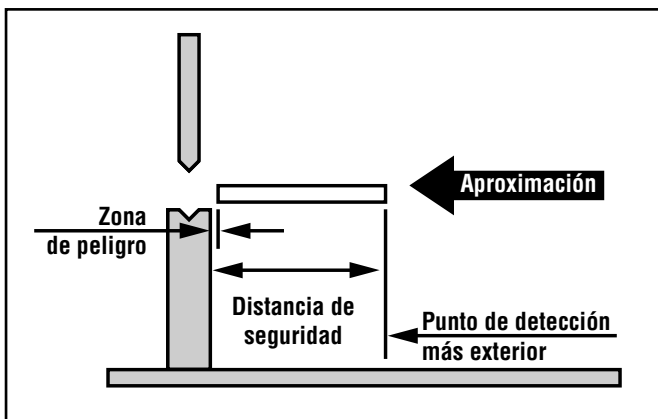 Aproximación
Zona
de peligro
Distancia de
seguridad
Punto de detección
más exterior